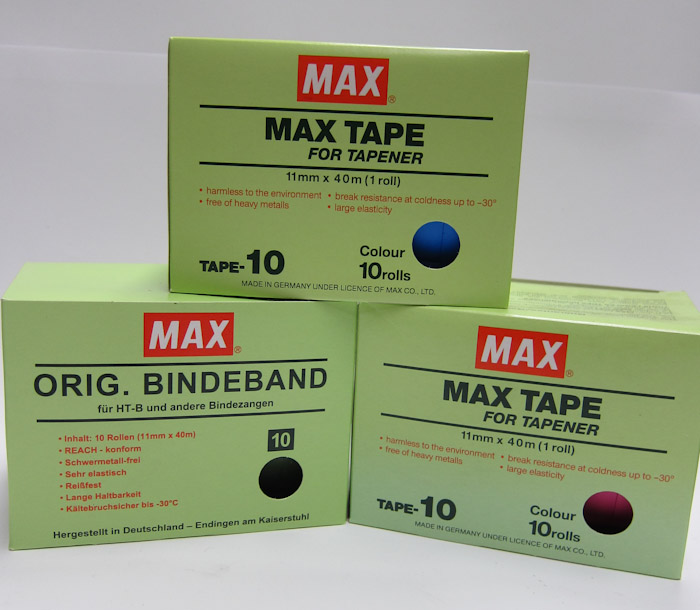 MAX®
MAX TAPE
FOR TAPENER
11mm x 40m (1 roll)
• harmless to the environment • break resistance at coldness up to –30°
• free of heavy metalls • large elasticity
Colour
TAPE-10 10rolls
MADE IN GERMANY UNDER LICENCE OF MAX CO., LTD.
MAX®
ORIG. BINDEBAND
für HT-B und andere Bindezangen
• Inhalt: 10 Rollen (11mm x 40m)
10
• REACH - konform
• Schwermetall-frei
• Sehr elastisch
• Reißfest
• Lange Haltbarkeit
• Kältebruchsicher bis -30°C
Hergestellt in Deutschland – Endingen am Kaiserstuhl
MAX®
MAX TAPE
FOR TAPENER
11mm x 40m (1 roll)
• harmless to the environment • break resistance at coldness up to –30°
• free of heavy metalls • large elasticity
Colour
TAPE-10 10rolls
MADE IN GERMANY UNDER LICENCE OF MAX CO., LTD.